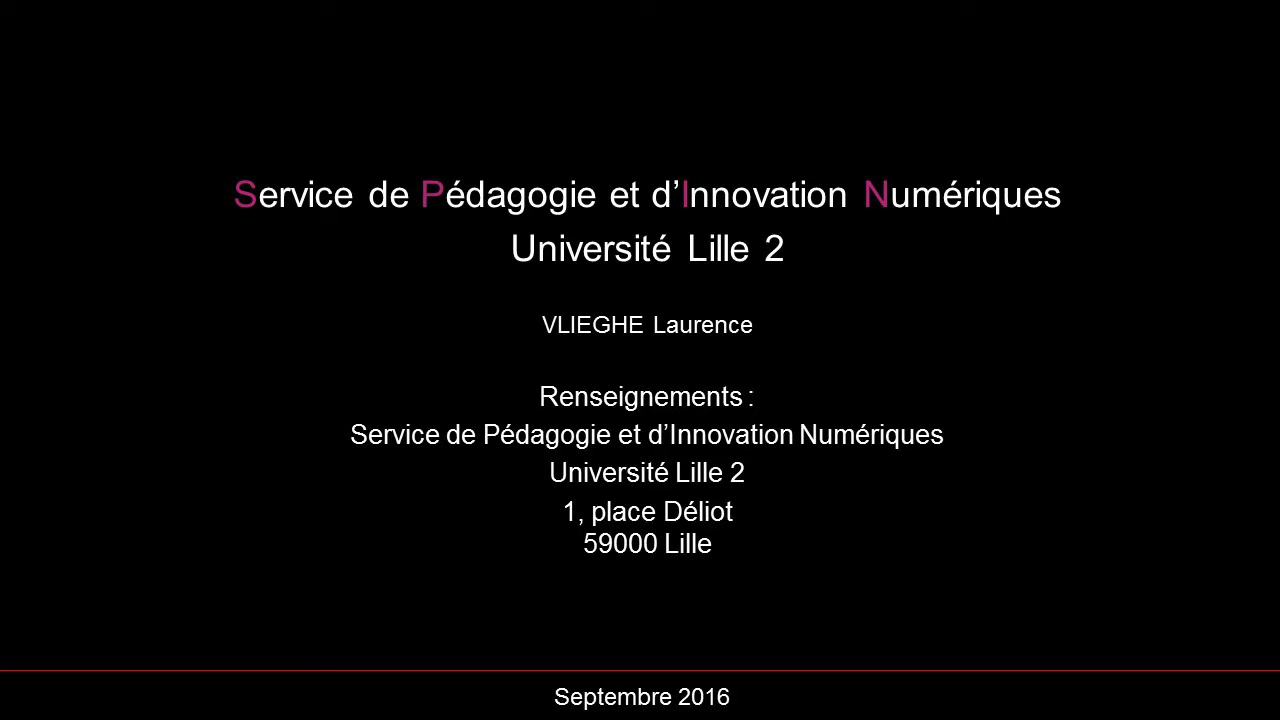 Service de Pédagogie et d’Innovation Numériques
Université Lille 2
VLIEGHE Laurence
Renseignements :
Service de Pédagogie et d’Innovation Numériques
Université Lille 2
1, place Déliot
59000 Lille
Septembre 2016